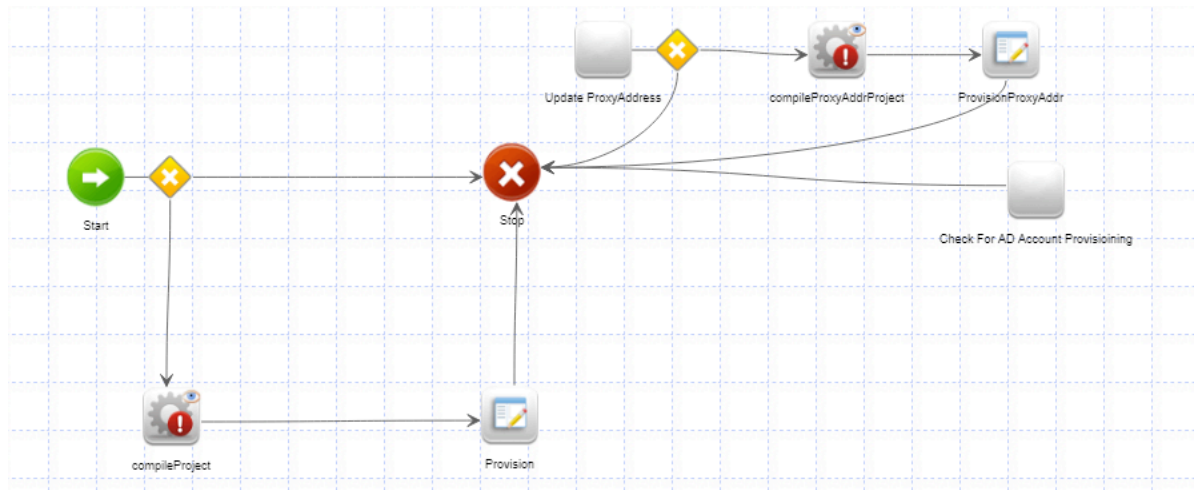 Update ProxyAddress
compileProxyAddrProject
ProvisionProxyAddr
Start
Stop
Check For AD Account Provisioining
compileProject
Provision